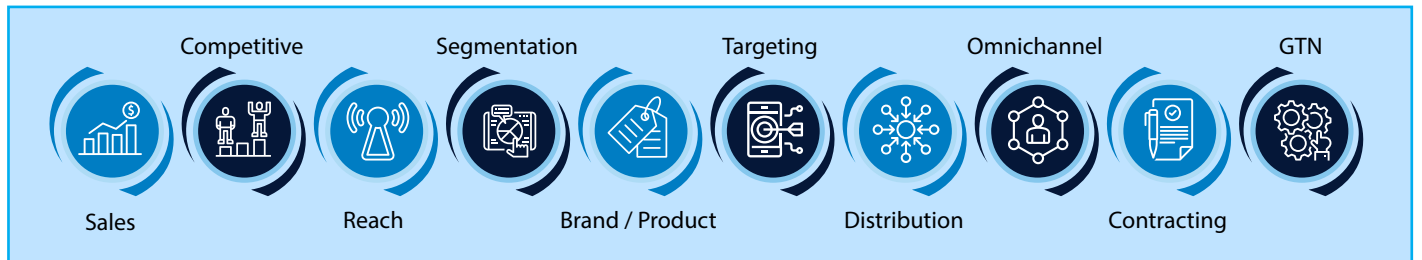 Competitive Segmentation Targeting Omnichannel GTN
$
Sales Reach Brand / Product Distribution Contracting